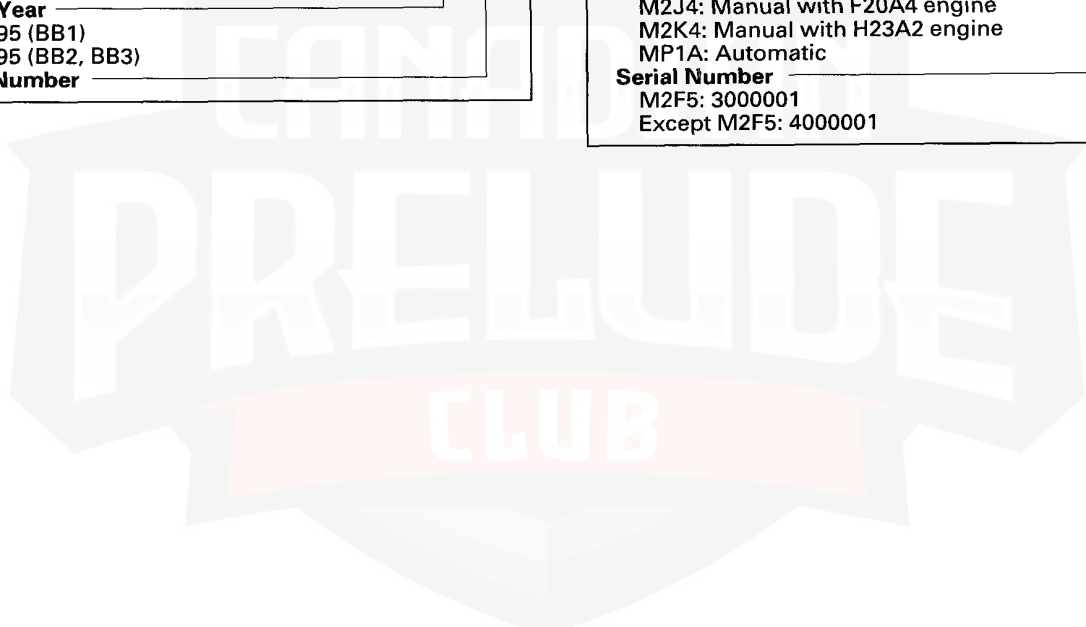 Year
95 (BB1)
95 (BB2, BB3)
Number
M2J4: Manual with F20A4 engine
M2K4: Manual with H23A2 engine
MP1A: Automatic
Serial Number
M2F5: 3000001
Except M2F5: 4000001
CANADIAN
PRELUDE
CLUB